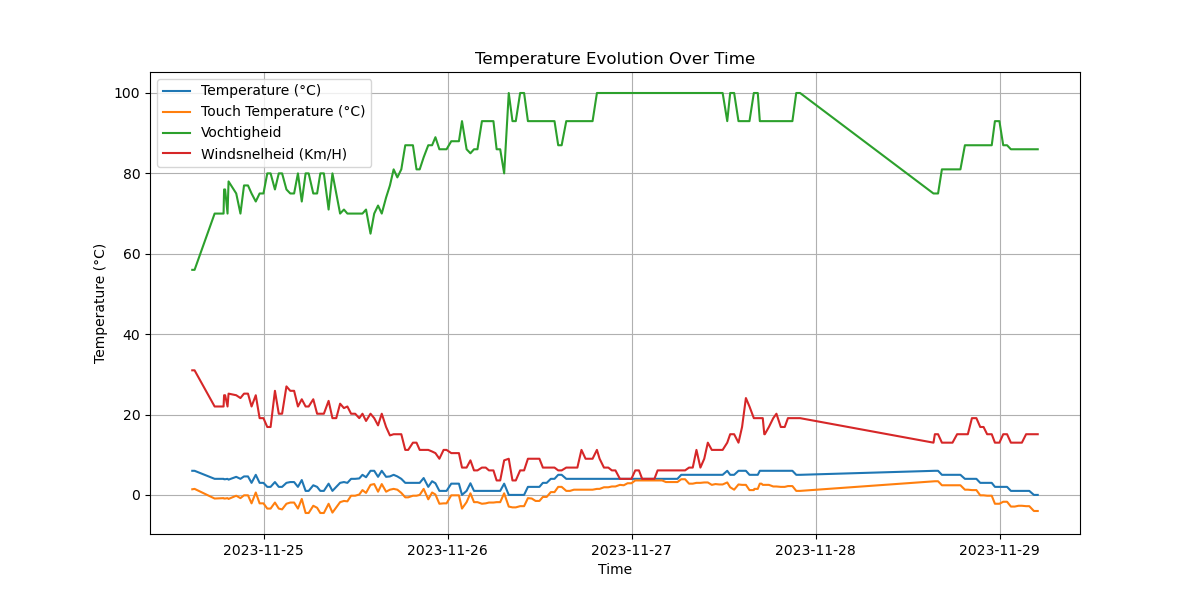 Temperature Evolution Over Time
Temperature (°C)
Touch Temperature (°C)
Vochtigheid
Windsnelheid (Km/H)
100
80
60
40
20
0
Temperature (°C)
2023-11-25
2023-11-26
2023-11-27
2023-11-28
2023-11-29
Time